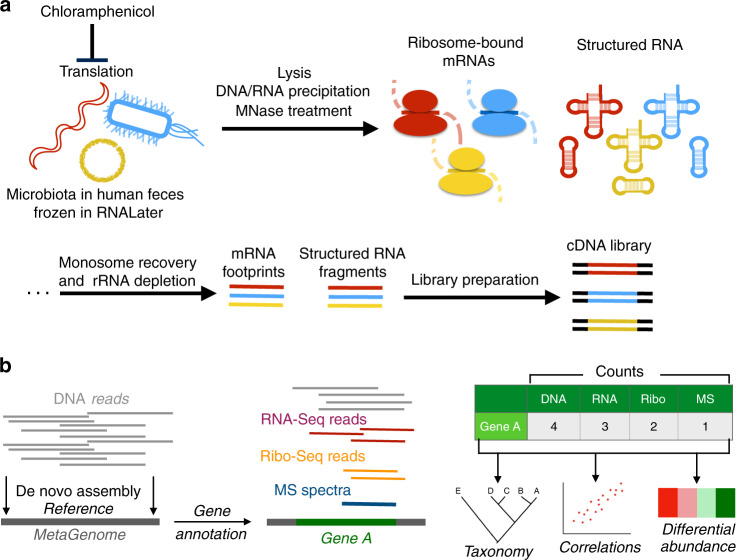 a
Chloramphenicol
Translation
Microbiota in human feces
frozen in RNALater
Lysis
DNA/RNA precipitation
MNase treatment
Ribosome-bound
mRNAs
Structured RNA
. . .
Monosome recovery
and rRNA depletion
mRNA
footprints
Structured RNA
fragments
Library preparation
cDNA library
b
DNA reads
De novo assembly
Reference
MetaGenome
Gene
annotation
RNA-Seq reads
Ribo-Seq reads
MS spectra
Gene A
Counts
DNA RNA Ribo MS
Gene A 4 3 2 1
E D C B A
Taxonomy
Correlations
Differential
abundance